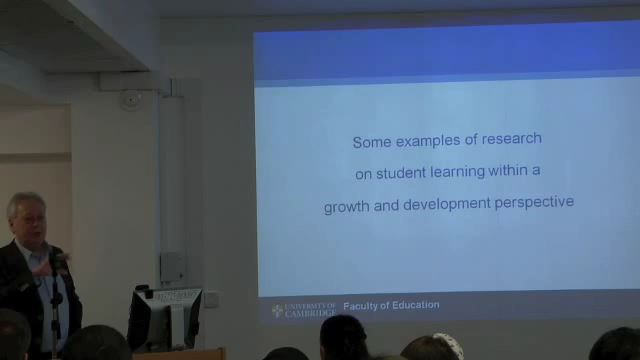 Some examples of research
on student learning within a
growth and development perspective
UNIVERSITY OF
CAMBRIDGE
Faculty of Education